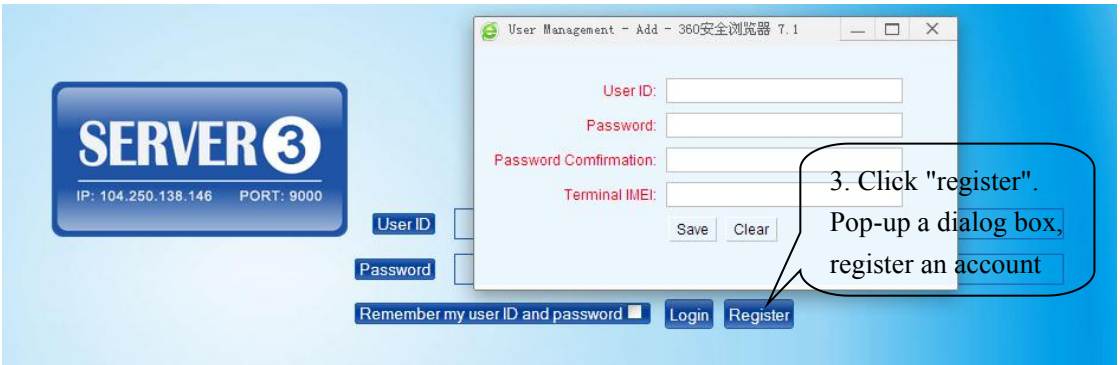 User Management - Add - 360安全浏览器 7.1
User ID:
Password:
Password Comfirmation:
Terminal IMEI:
Save Clear
SERVER 3
IP: 104.250.138.146 PORT: 9000
3. Click "register".
Pop-up a dialog box,
register an account
User ID
Password
Remember my user ID and password Login Register